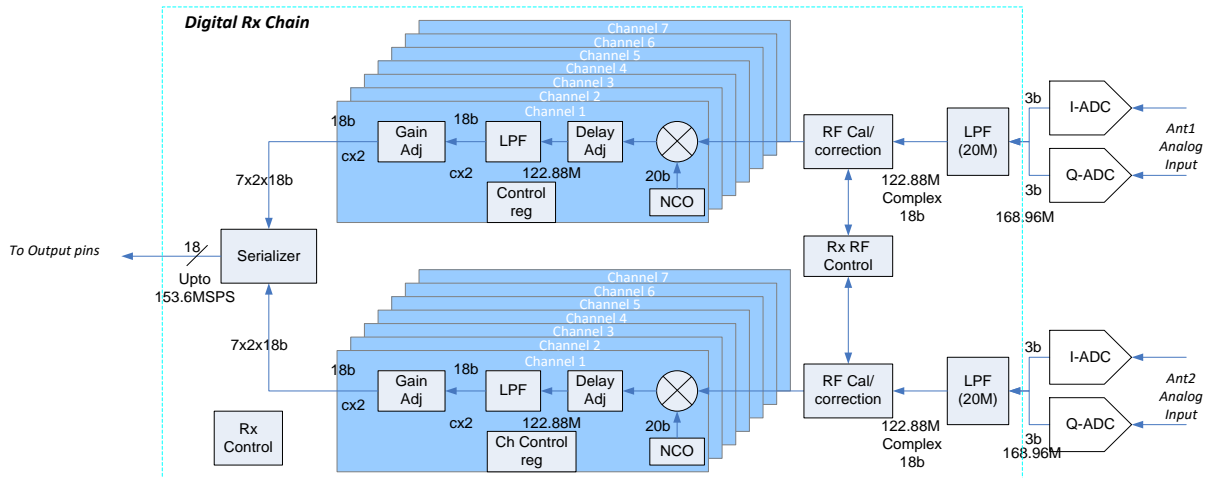 Digital Rx Chain
Channel 7
Channel 6
Channel 5
Channel 4
Channel 3
Channel 2
Channel 1
18b
Gain
Adj
cx2
18b
cx2
LPF
Delay
Adj
122.88M
20b
NCO
Control
reg
RF Cal/
correction
122.88M
Complex
18b
LPF
(20M)
3b
I-ADC
Q-ADC
3b
168.96M
Ant1
Analog
Input
7x2x18b
To Output pins
18
Upto
153.6MSPS
Serializer
Rx RF
Control
7x2x18b
Channel 7
Channel 6
Channel 5
Channel 4
Channel 3
Channel 2
Channel 1
18b
Gain
Adj
cx2
18b
cx2
LPF
Delay
Adj
122.88M
20b
NCO
Ch Control
reg
RF Cal/
correction
122.88M
Complex
18b
LPF
(20M)
3b
I-ADC
Q-ADC
3b
168.96M
Ant2
Analog
Input
Rx
Control